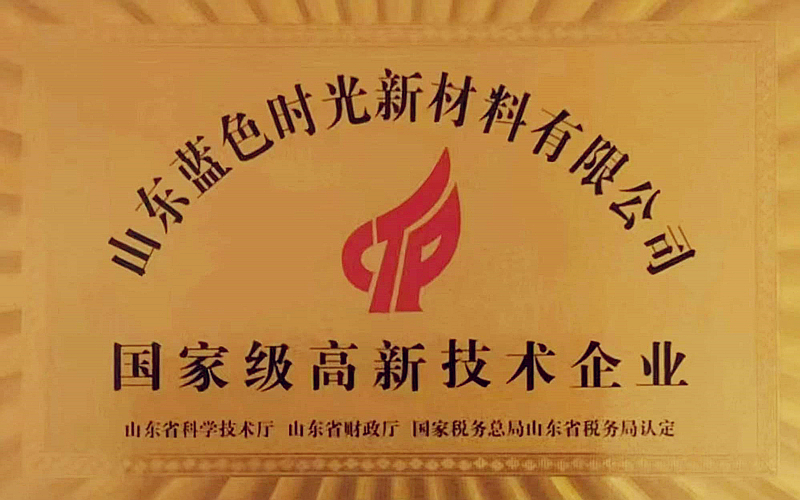 山东蓝色时光新材料有限公司
CTP
国家级高新技术企业
山东省科学技术厅 山东省财政厅 国家税务总局山东省税务局认定